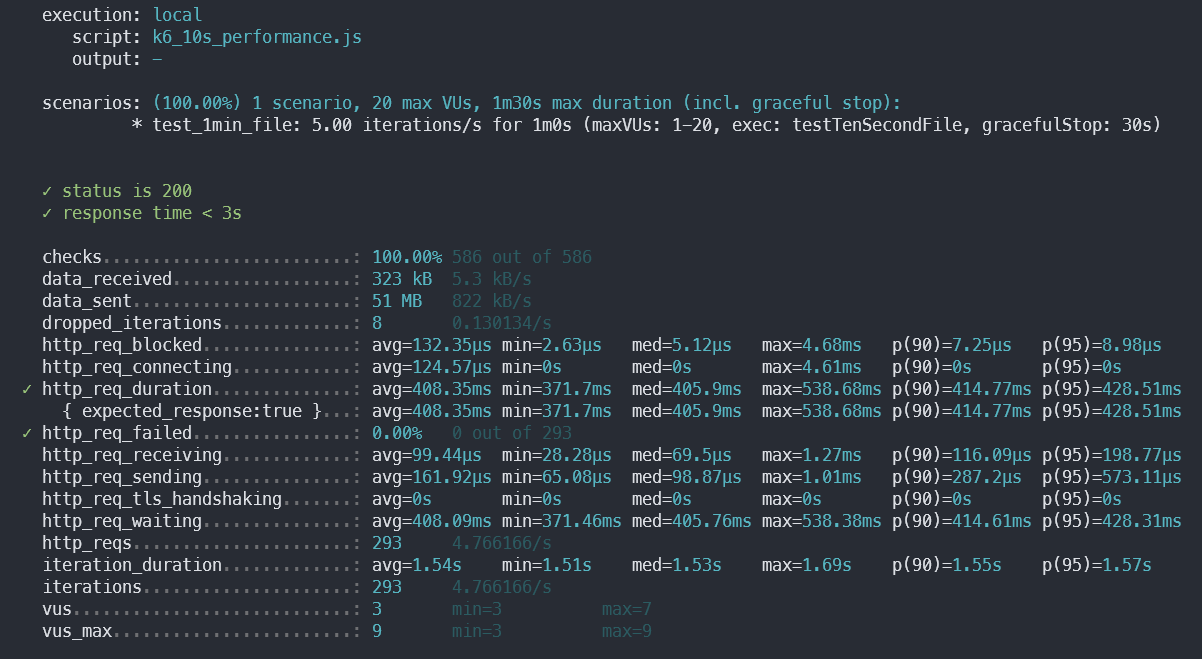 execution: local
script: k6_10s_performance.js
output: -
scenarios: (100.00%) 1 scenario, 20 max VUs, 1m30s max duration (incl. graceful stop):
* test_1min_file: 5.00 iterations/s for 1m0s (maxVUs: 1-20, exec: testTenSecondFile, gracefulStop: 30s)
✓ status is 200
✓ response time < 3s
checks.........................: 100.00% 586 out of 586
data_received..................: 323 kB 5.3 kB/s
data_sent......................: 51 MB 822 kB/s
dropped_iterations.............: 8 0.130134/s
http_req_blocked...............: avg=132.35µs min=2.63µs med=5.12µs max=4.68ms p(90)=7.25µs p(95)=8.98µs
http_req_connecting............: avg=124.57µs min=0s med=0s max=4.61ms p(90)=0s p(95)=0s
✓ http_req_duration..............: avg=408.35ms min=371.7ms med=405.9ms max=538.68ms p(90)=414.77ms p(95)=428.51ms
{ expected_response:true }...: avg=408.35ms min=371.7ms med=405.9ms max=538.68ms p(90)=414.77ms p(95)=428.51ms
✓ http_req_failed................: 0.00% 0 out of 293
http_req_receiving.............: avg=99.44µs min=28.28µs med=69.5µs max=1.27ms p(90)=116.09µs p(95)=198.77µs
http_req_sending...............: avg=161.92µs min=65.08µs med=98.87µs max=1.01ms p(90)=287.2µs p(95)=573.11µs
http_req_tls_handshaking.......: avg=0s min=0s med=0s max=0s p(90)=0s p(95)=0s
http_req_waiting...............: avg=408.09ms min=371.46ms med=405.76ms max=538.38ms p(90)=414.61ms p(95)=428.31ms
http_reqs......................: 293 4.766166/s
iteration_duration.............: avg=1.54s min=1.51s med=1.53s max=1.69s p(90)=1.55s p(95)=1.57s
iterations.....................: 293 4.766166/s
vus............................: 3 min=3 max=7
vus_max........................: 9 min=3 max=9